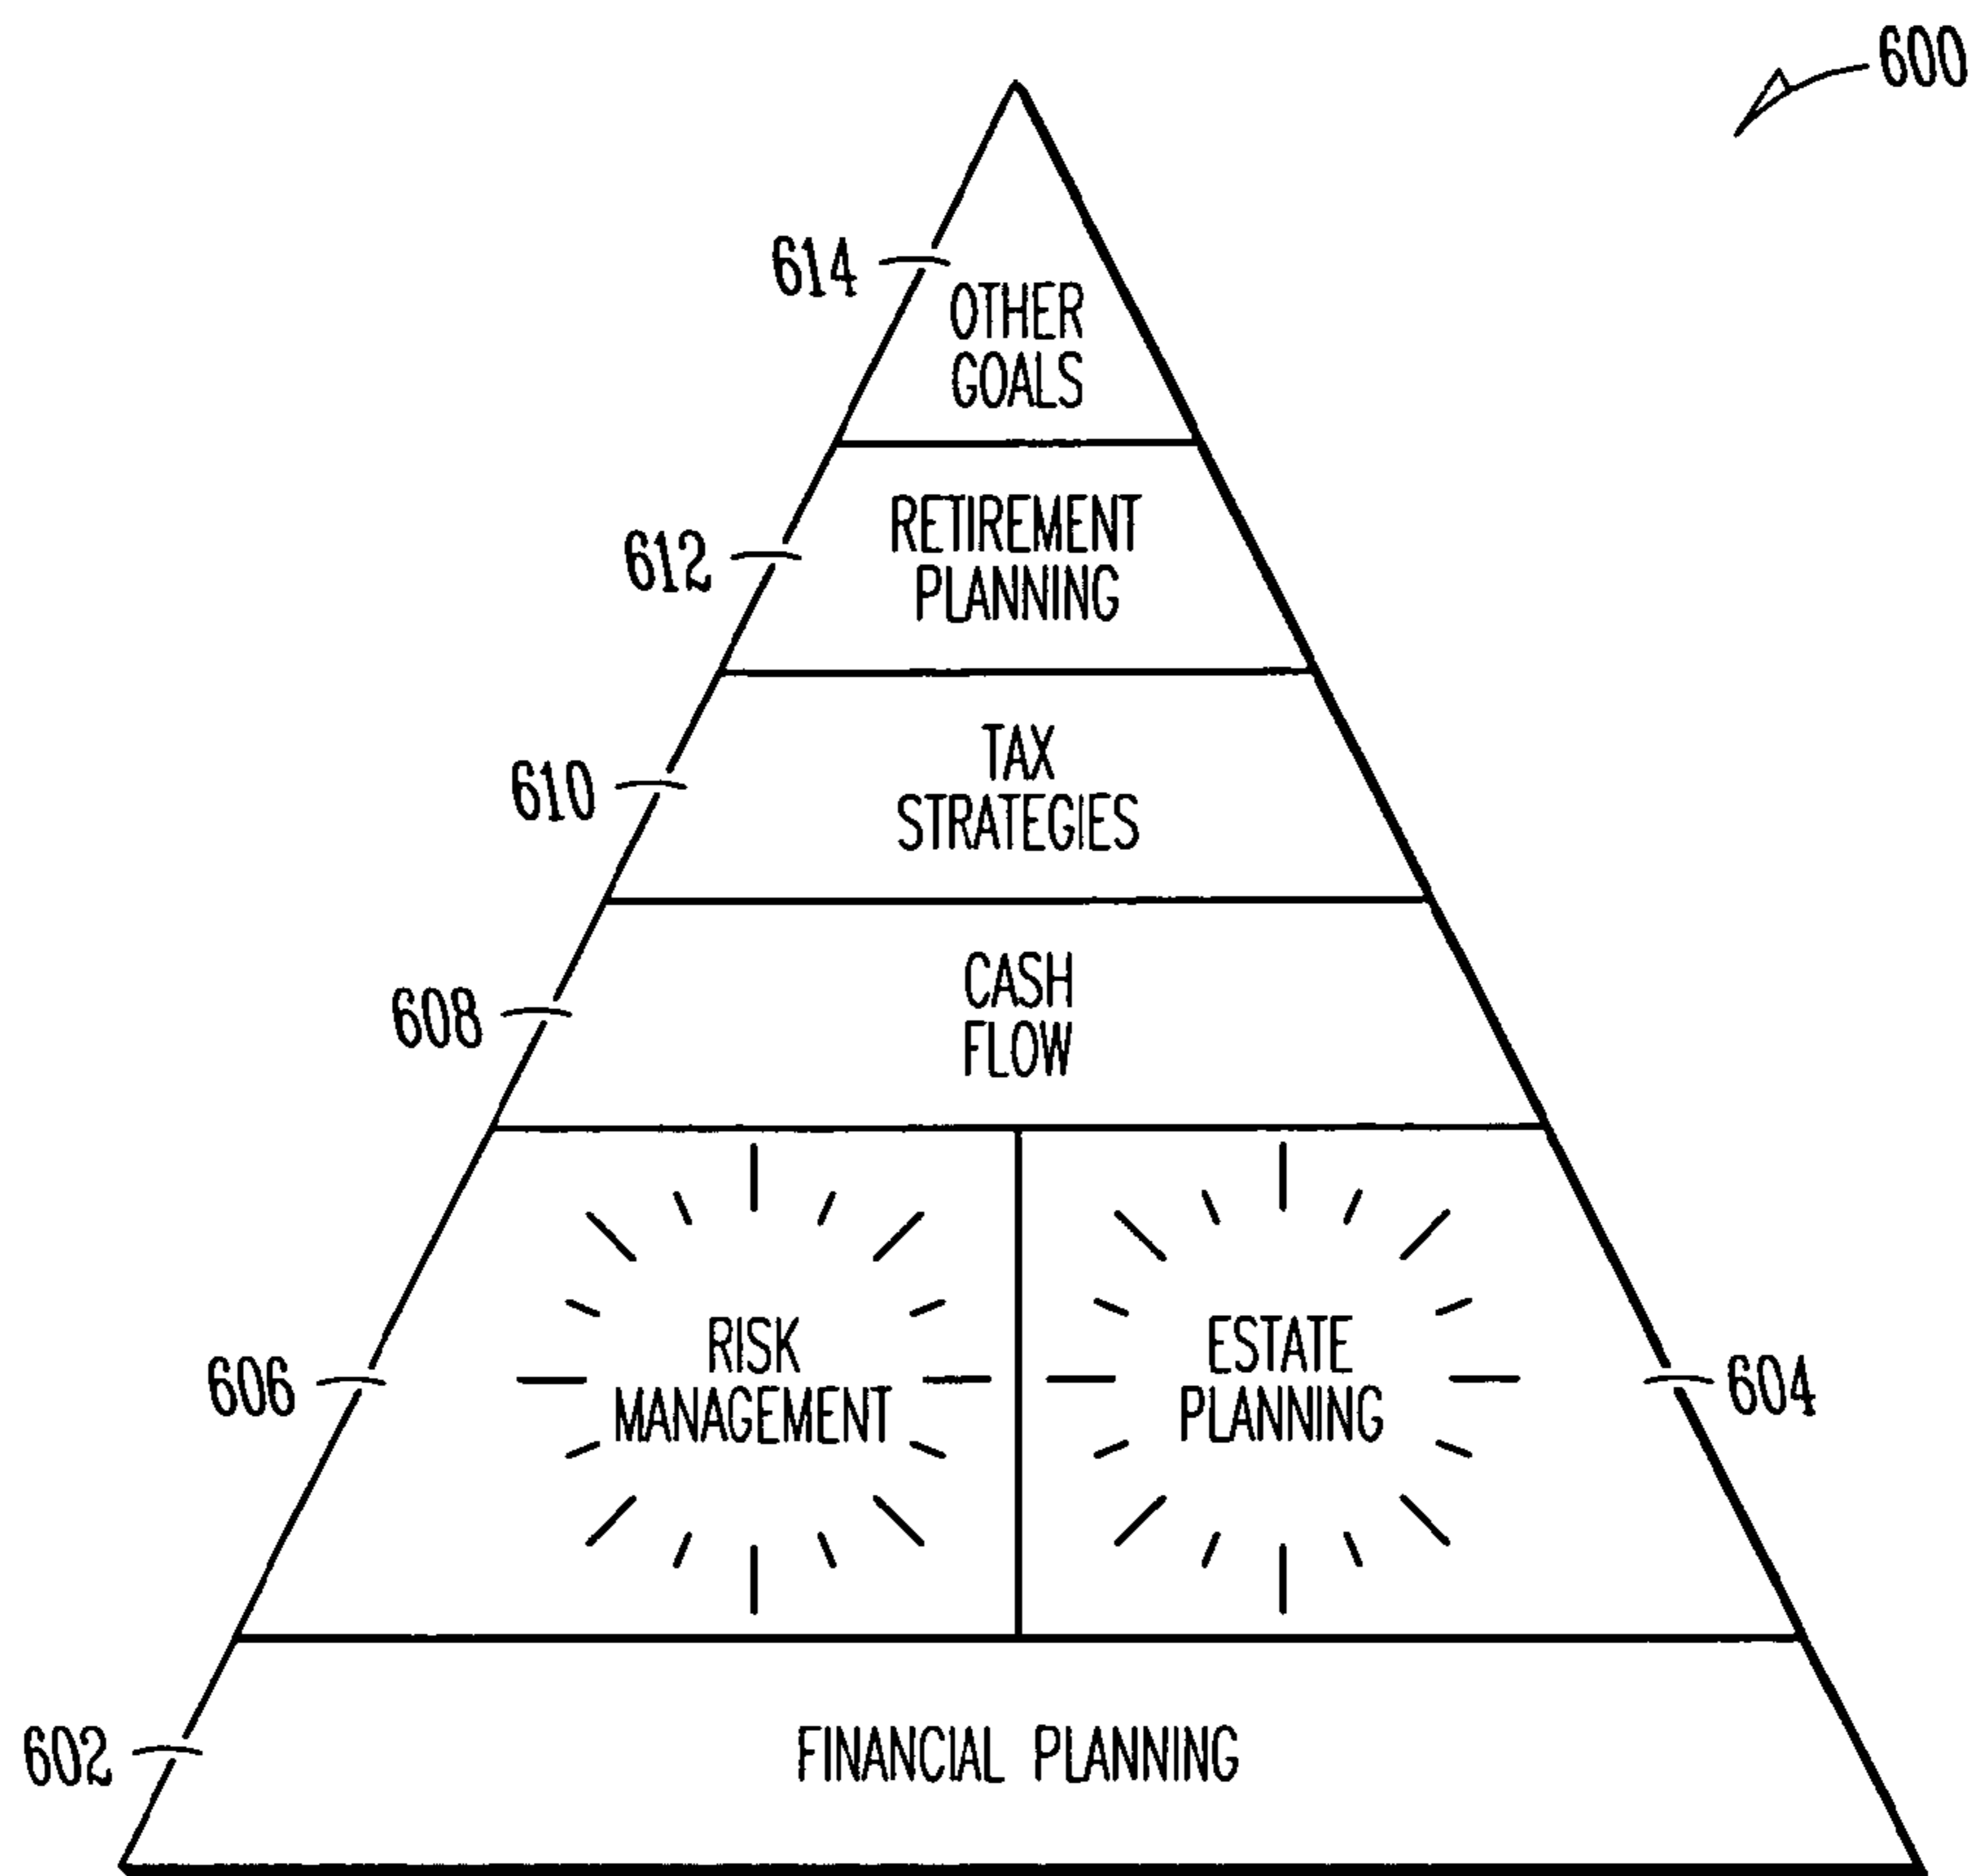 600
614
OTHER
GOALS
612
RETIREMENT
PLANNING
610
TAX
STRATEGIES
608
CASH
FLOW
606
RISK
MANAGEMENT
ESTATE
PLANNING
604
602
FINANCIAL PLANNING